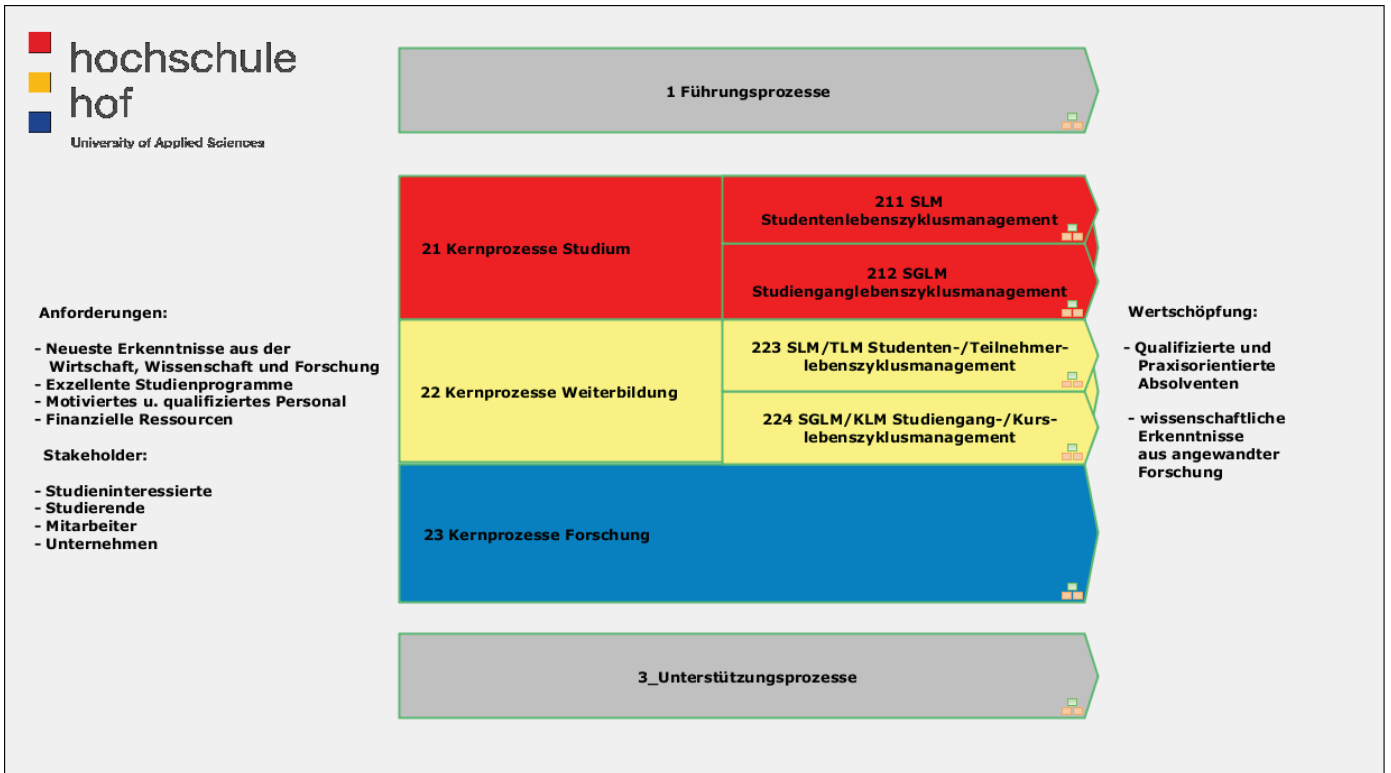 hochschule
hof
University of Applied Sciences
1 Führungsprozesse
21 Kernprozesse Studium
211 SLM
Studentenlebenszyklusmanagement
212 SGLM
Studienganglebenszyklusmanagement
Anforderungen:
- Neueste Erkenntnisse aus der
Wirtschaft, Wissenschaft und Forschung
- Exzellente Studienprogramme
- Motiviertes u. qualifiziertes Personal
- Finanzielle Ressourcen
Stakeholder:
- Studieninteressierte
- Studierende
- Mitarbeiter
- Unternehmen
22 Kernprozesse Weiterbildung
223 SLM/TLM Studenten-/Teilnehmer-
lebenszyklusmanagement
224 SGLM/KLM Studiengang-/Kurs-
lebenszyklusmanagement
23 Kernprozesse Forschung
Wertschöpfung:
- Qualifizierte und
Praxisorientierte
Absolventen
- wissenschaftliche
Erkenntnisse
aus angewandter
Forschung
3_Unterstützungsprozesse